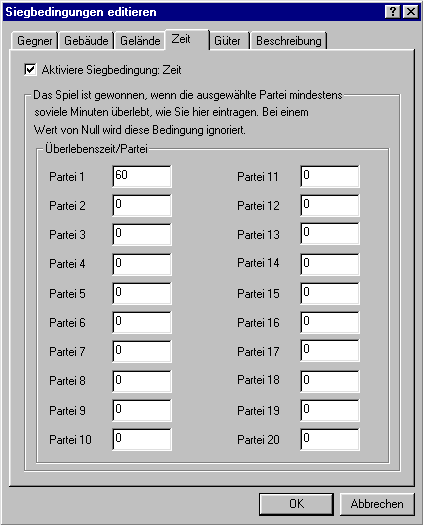 Siegbedingungen editieren
Gegner Gebäude Gelände Zeit Güter Beschreibung
Aktiviere Siegbedingung: Zeit
Das Spiel ist gewonnen, wenn die ausgewählte Partei mindestens
soviele Minuten überlebt, wie Sie hier eintragen. Bei einem
Wert von Null wird diese Bedingung ignoriert.
Überlebenszeit/Partei
Partei 1 60 Partei 11 0
Partei 2 0 Partei 12 0
Partei 3 0 Partei 13 0
Partei 4 0 Partei 14 0
Partei 5 0 Partei 15 0
Partei 6 0 Partei 16 0
Partei 7 0 Partei 17 0
Partei 8 0 Partei 18 0
Partei 9 0 Partei 19 0
Partei 10 0 Partei 20 0
OK Abbrechen